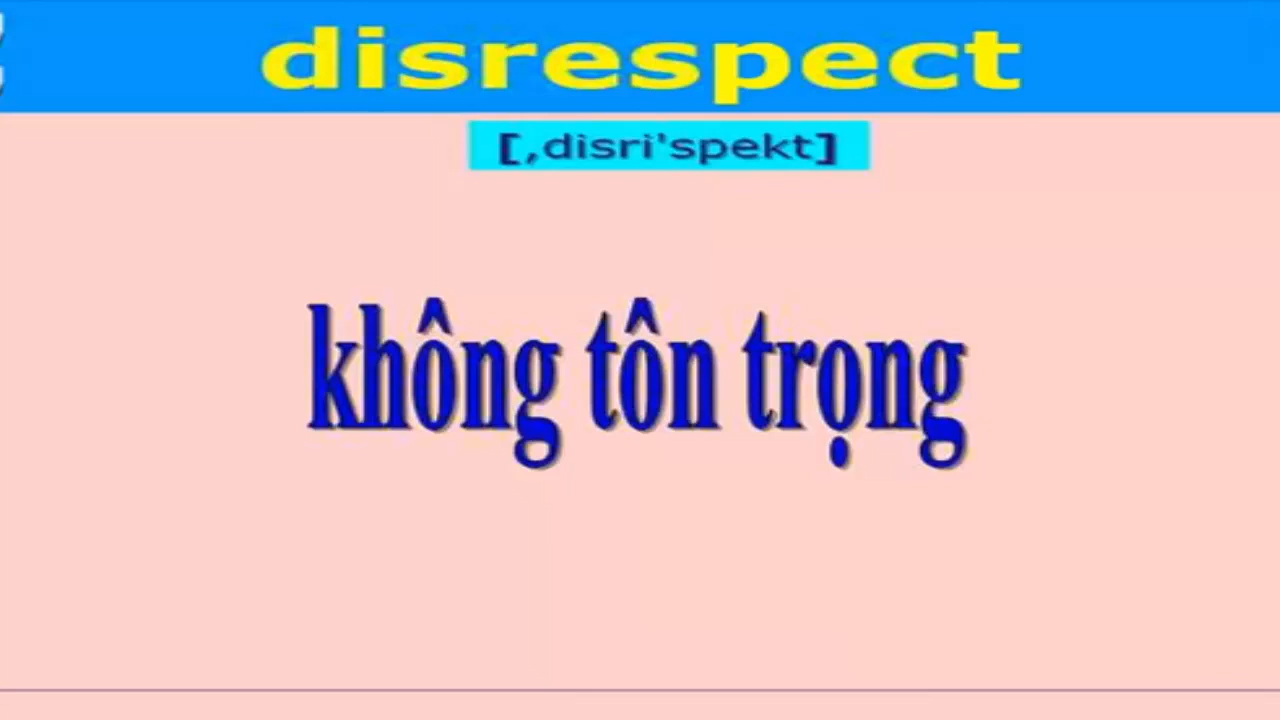 disrespect
[,disri'spekt]
không tôn trọng